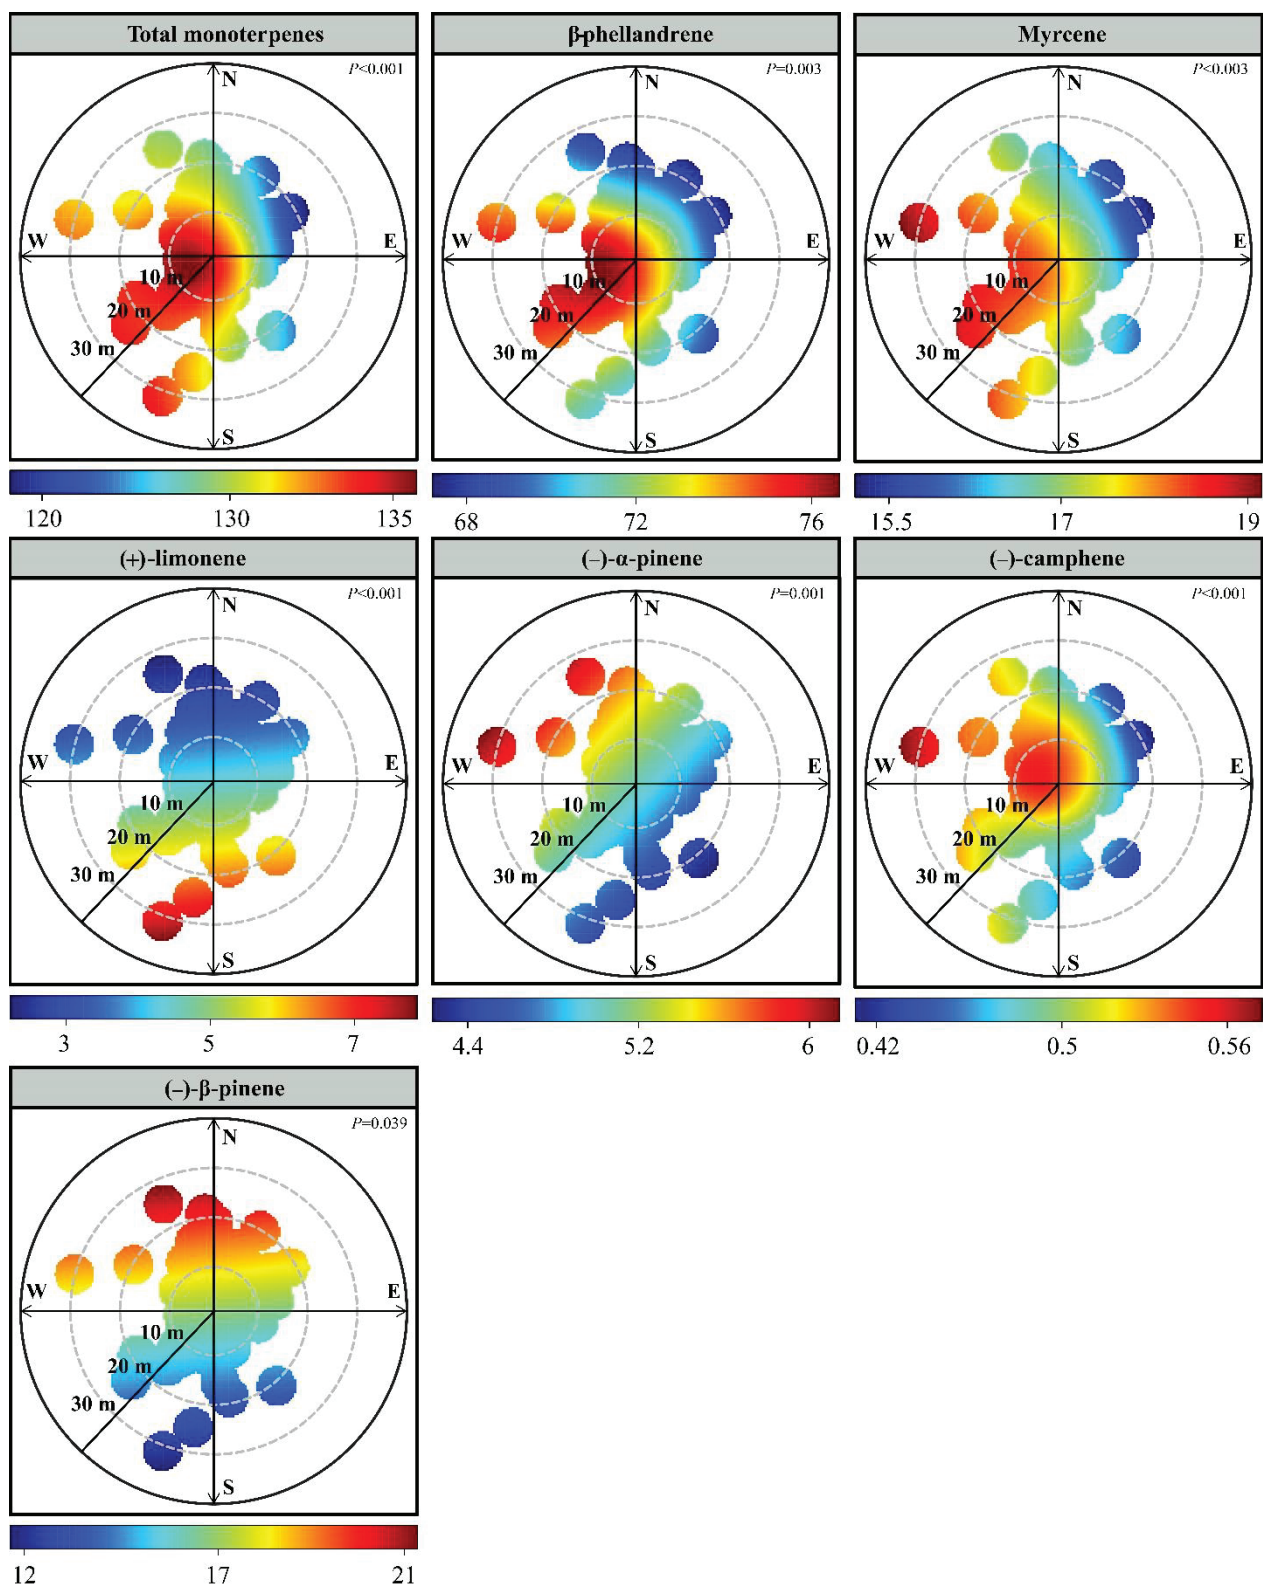 Total monoterpenes
P<0.001
N
W
E
10 m
20 m
30 m
S
120 130 135
β-phellandrene
P=0.003
N
W
E
10 m
20 m
30 m
S
68 72 76
Myrcene
P<0.003
N
W
E
10 m
20 m
30 m
S
15.5 17 19
(+)-limonene
P<0.001
N
W
E
10 m
20 m
30 m
S
3 5 7
(–)-α-pinene
P=0.001
N
W
E
10 m
20 m
30 m
S
4.4 5.2 6
(–)-camphene
P<0.001
N
W
E
10 m
20 m
30 m
S
0.42 0.5 0.56
(–)-β-pinene
P=0.039
N
W
E
10 m
20 m
30 m
S
12 17 21